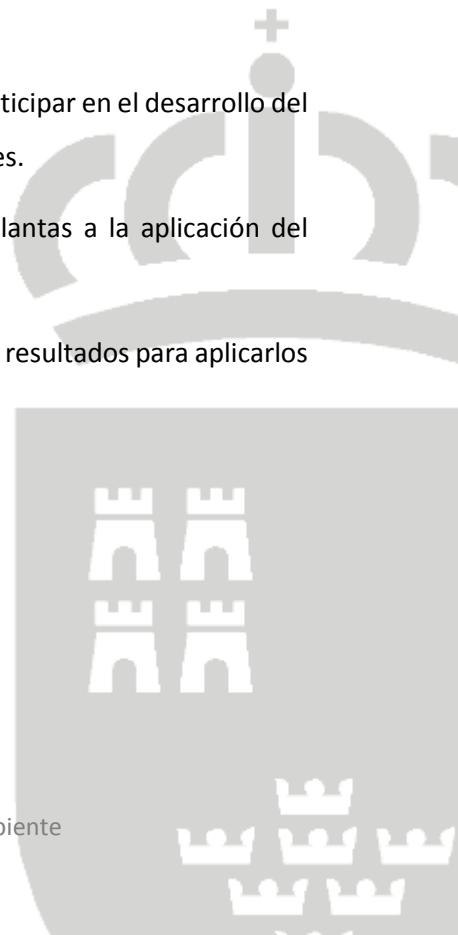 ticipar en el desarrollo del
es.
lantas a la aplicación del
resultados para aplicarlos
biente